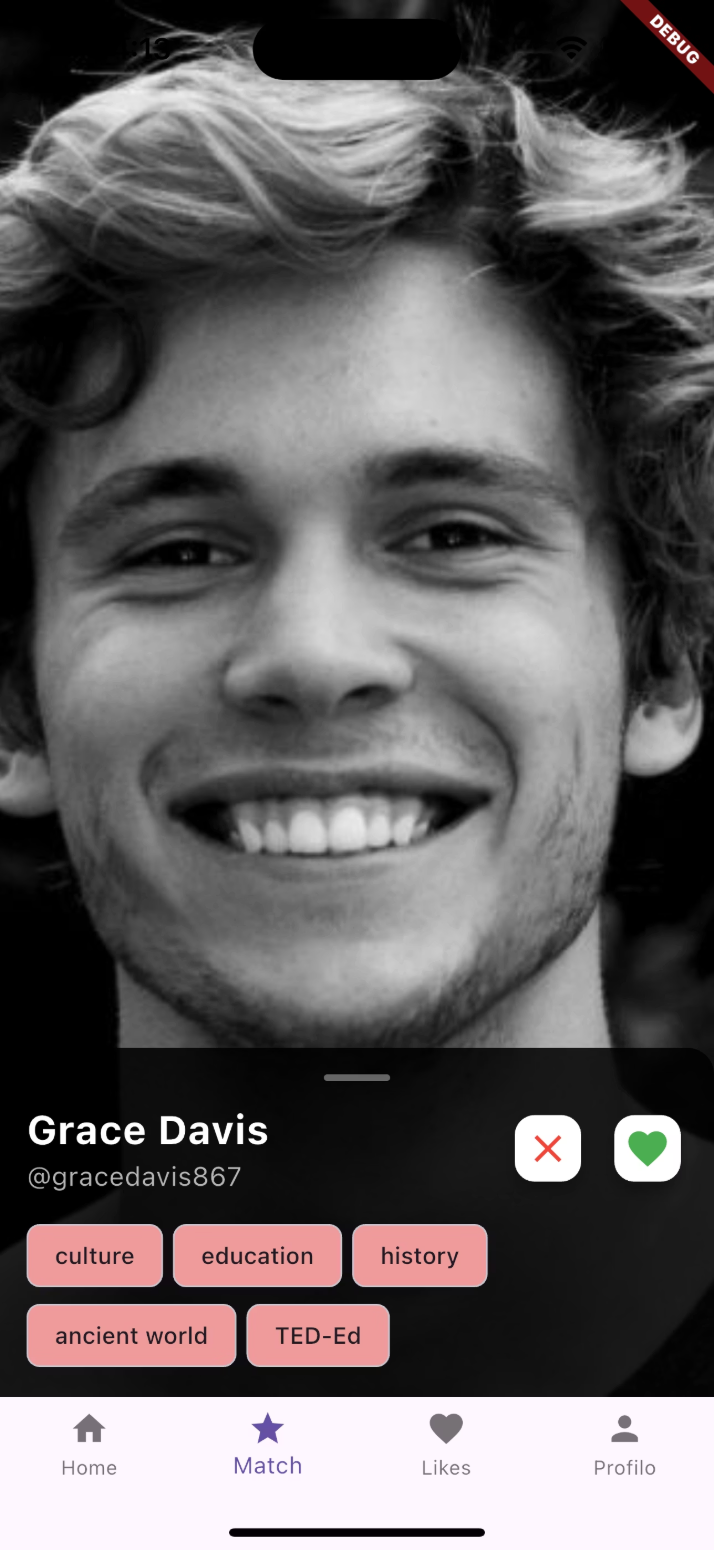 DEBUG
Grace Davis
@gracedavis867
culture education history
ancient world TED-Ed
Home Match Likes Profilo